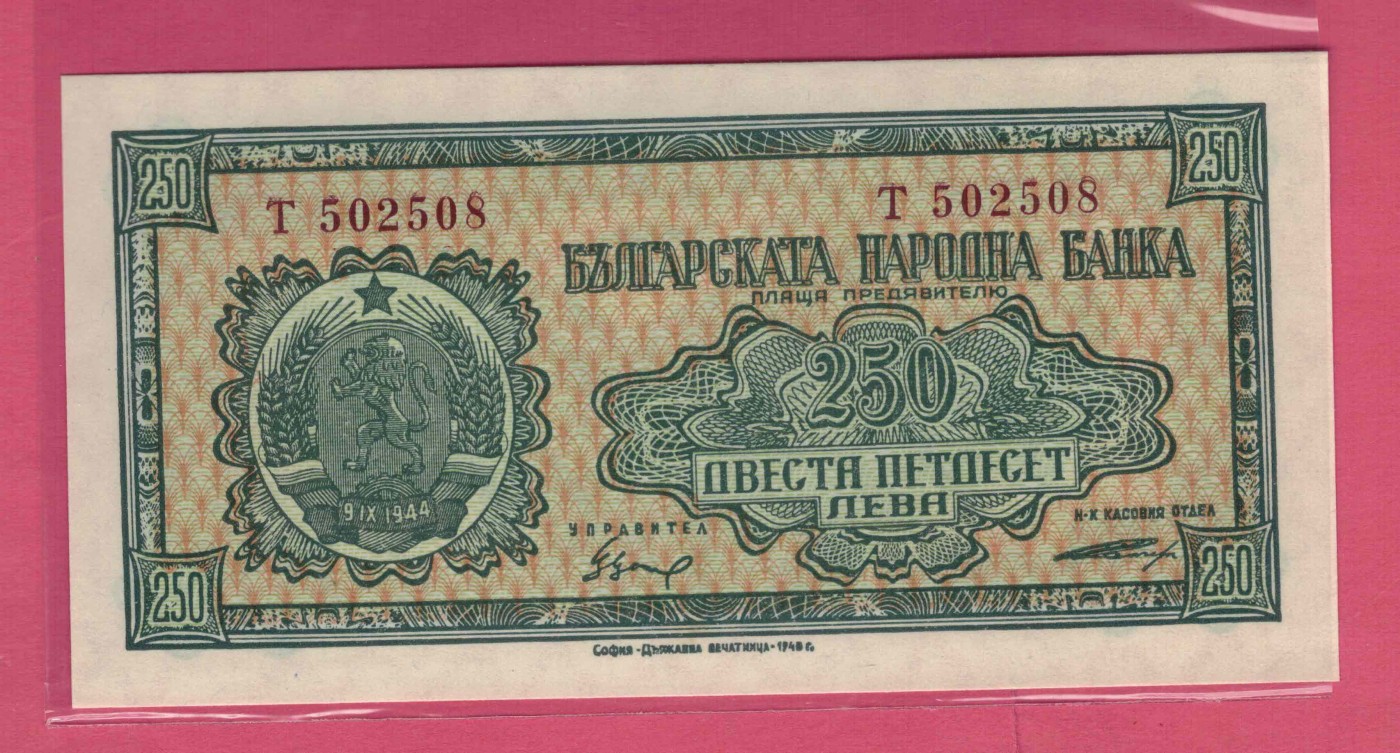 250
250
Т 502508
Т 502508
БЪЛГАРСКАТА НАРОДНА БАНКА
ПЛАЩА ПРЕДЯВИТЕЛЮ
250
ДВЕСТА ПЕТДЕСЕТ
ЛЕВА
9 IX 1944
УПРАВИТЕЛ
Н-К КАСОВИЯ ОТДЕЛ
250
250
София - Държавна печатница - 1948 г.